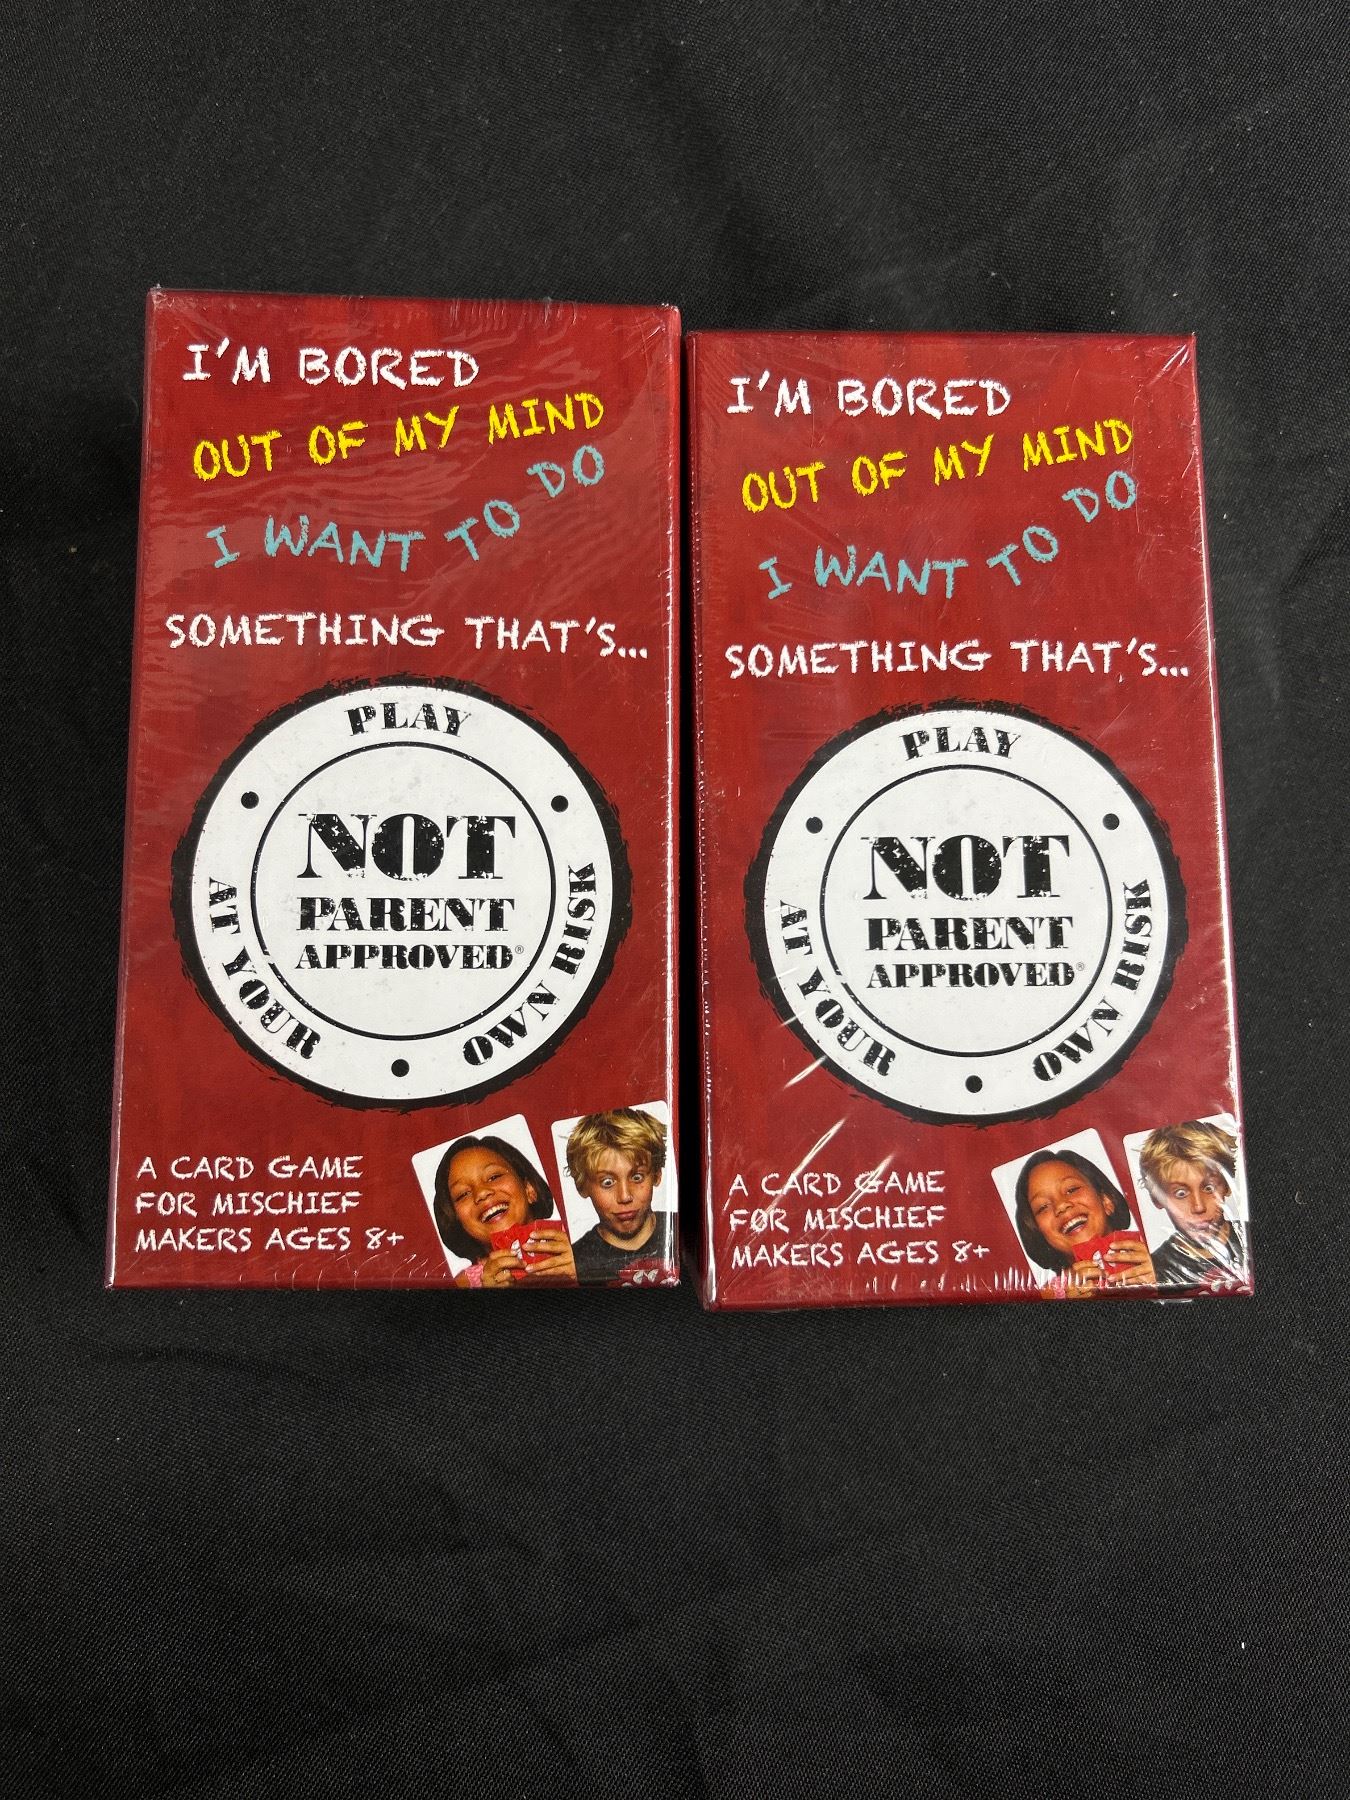 I'M BORED
OUT OF MY MIND
I WANT TO DO
SOMETHING THAT'S...
PLAY
AT YOUR
OWN RISK
NOT
PARENT
APPROVED®
A CARD GAME
FOR MISCHIEF
MAKERS AGES 8+
I'M BORED
OUT OF MY MIND
I WANT TO DO
SOMETHING THAT'S...
PLAY
AT YOUR
OWN RISK
NOT
PARENT
APPROVED®
A CARD GAME
FOR MISCHIEF
MAKERS AGES 8+